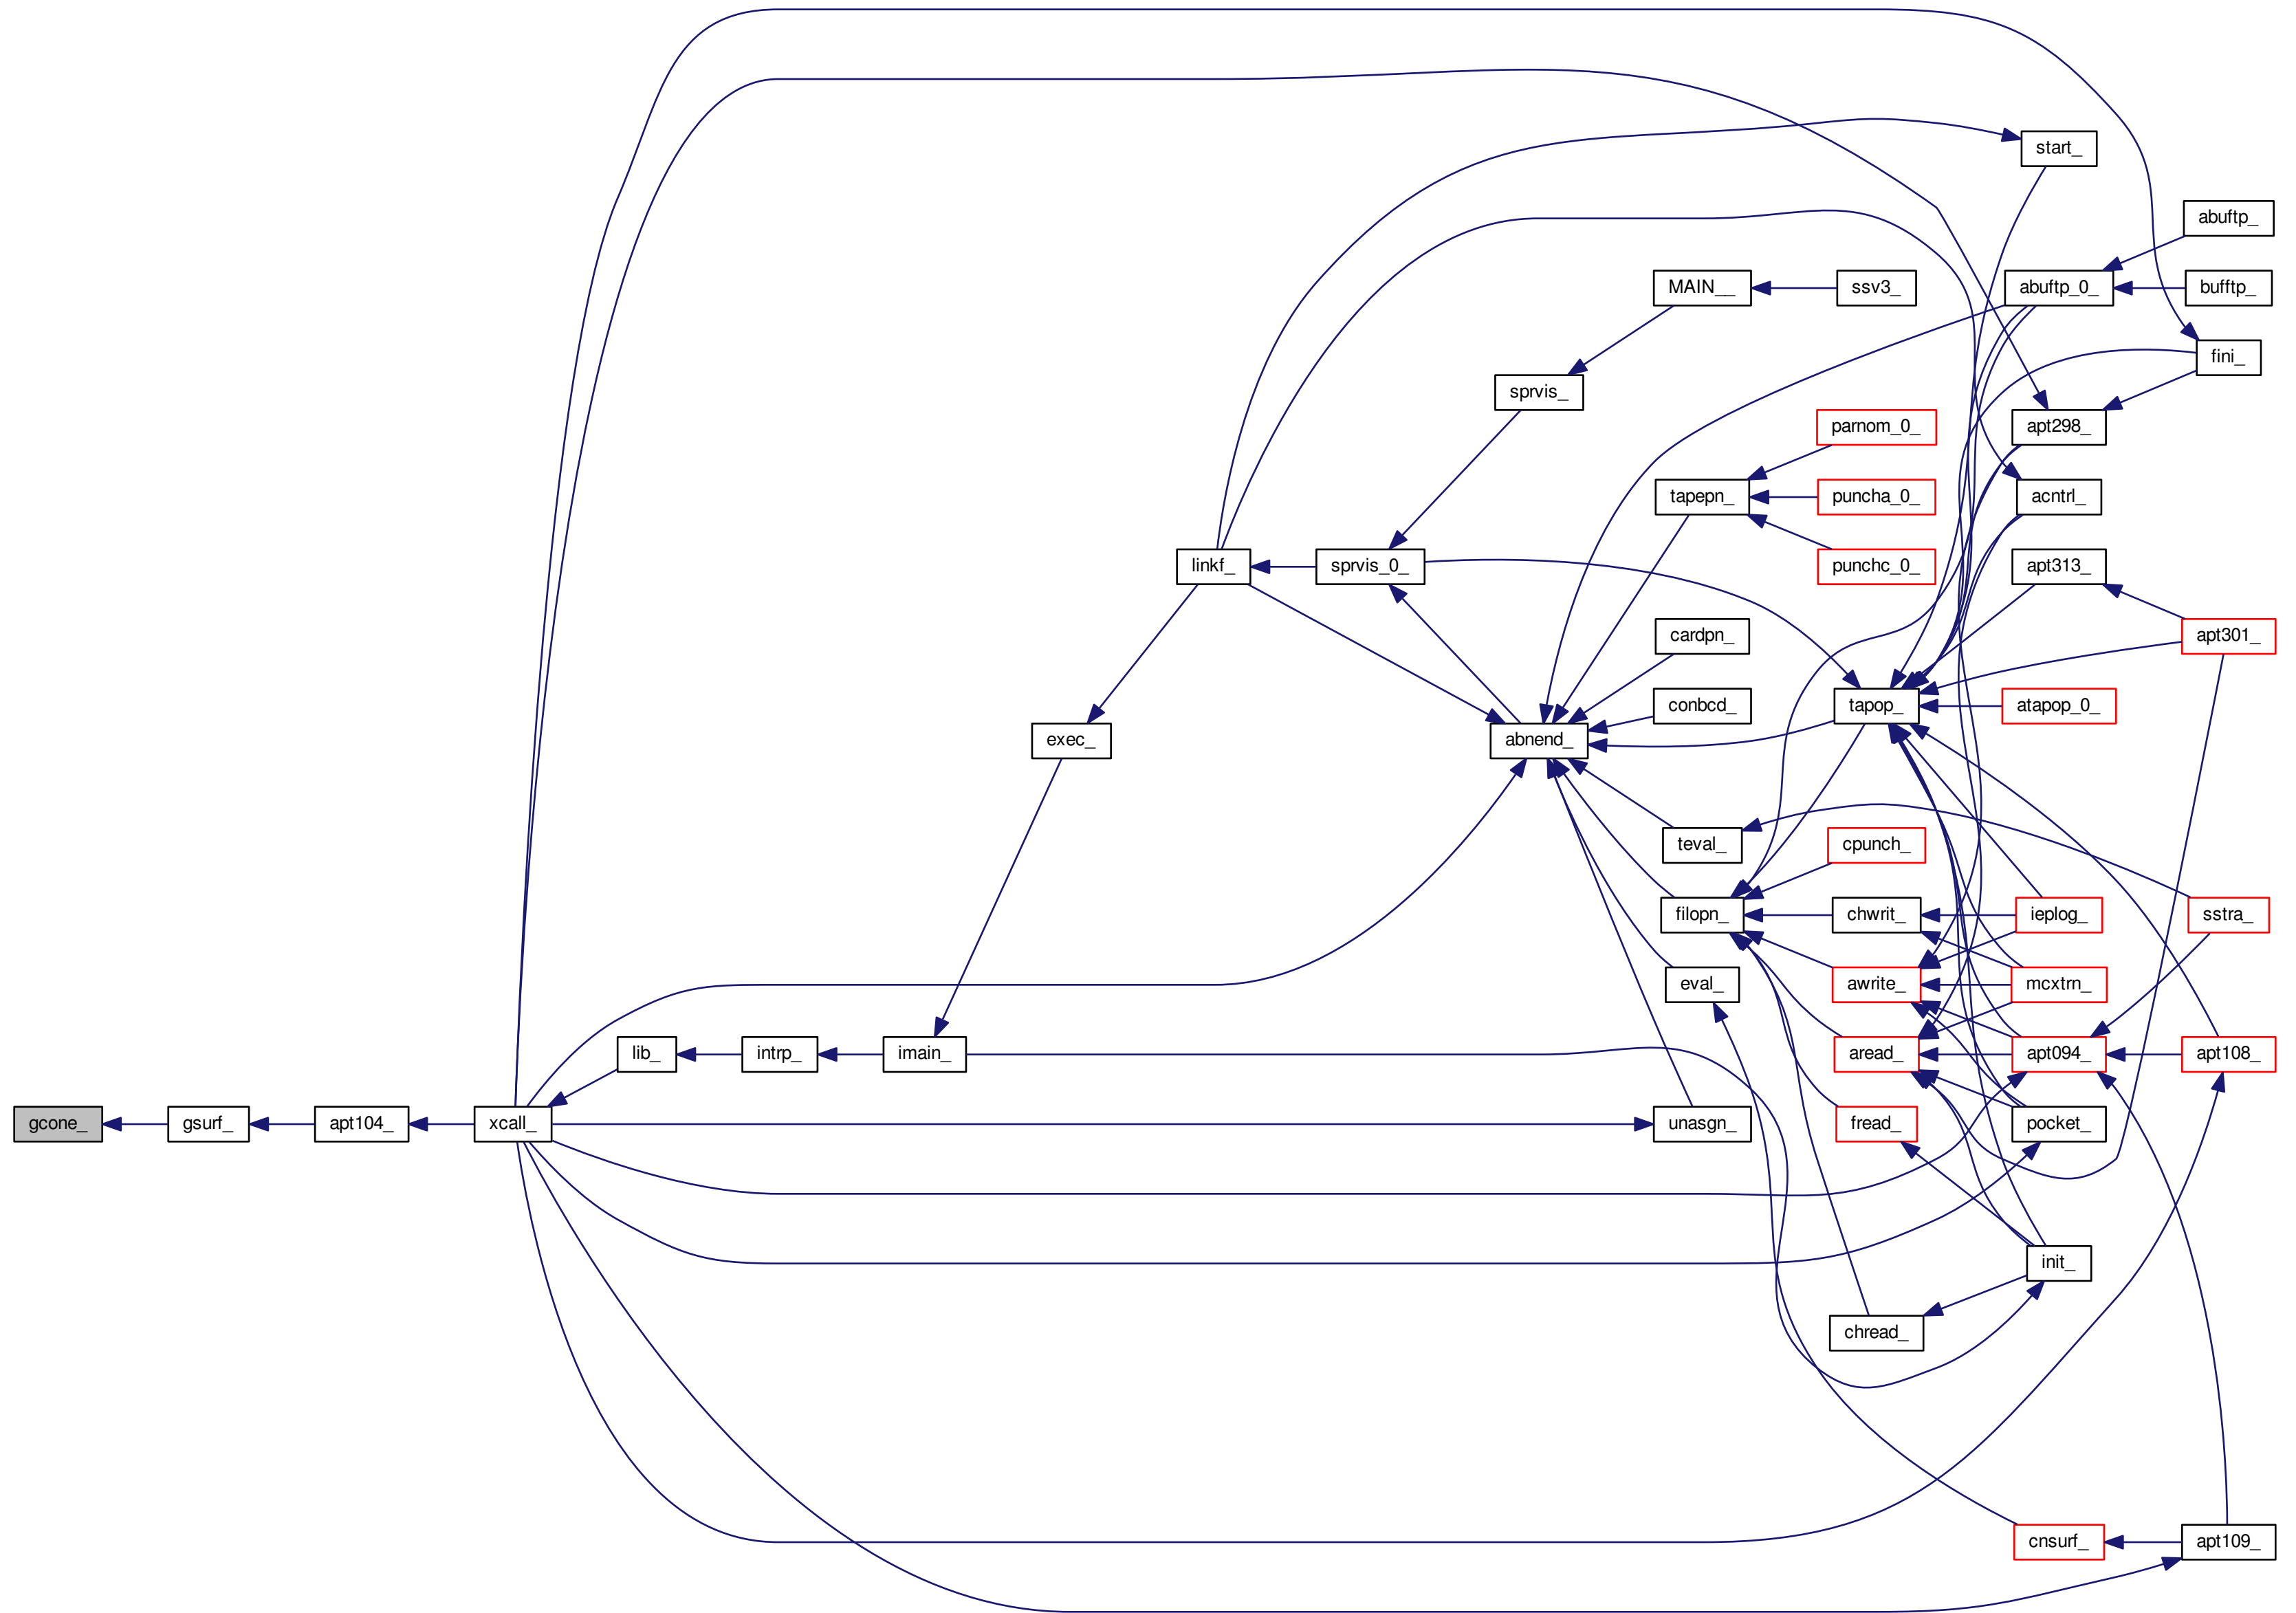 start_
abuftp_
MAIN__
ssv3_
abuftp_0_
bufftp_
fini_
sprvis_
parnom_0_
apt298_
tapepn_
puncha_0_
acntrl_
linkf_
sprvis_0_
punchc_0_
apt313_
cardpn_
apt301_
conbcd_
tapop_
atapop_0_
exec_
abnend_
teval_
cpunch_
filopn_
chwrit_
ieplog_
sstra_
eval_
awrite_
mcxtrn_
lib_
intrp_
imain_
aread_
apt094_
apt108_
gcone_
gsurf_
apt104_
xcall_
unasgn_
fread_
pocket_
init_
chread_
cnsurf_
apt109_